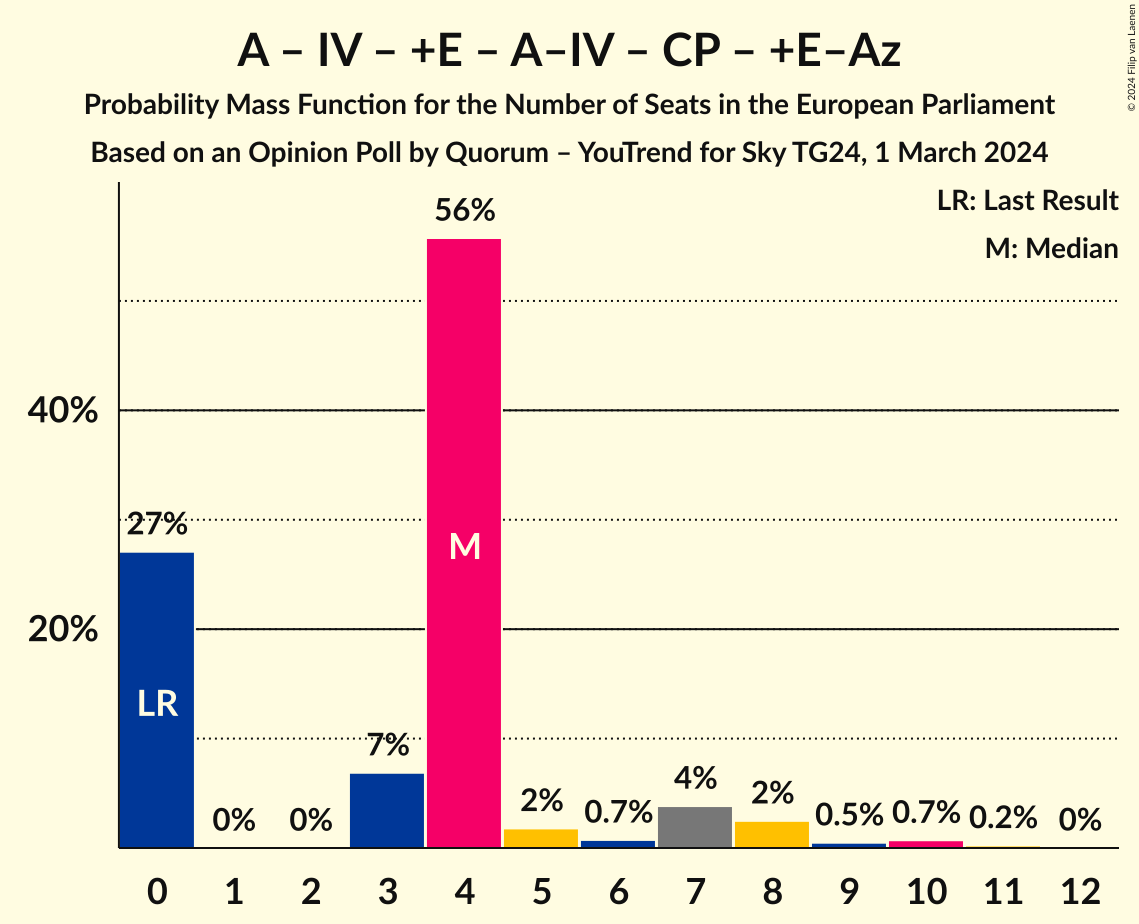 A – IV – +E – A–IV – CP – +E–Az
Probability Mass Function for the Number of Seats in the European Parliament
Based on an Opinion Poll by Quorum – YouTrend for Sky TG24, 1 March 2024
© 2024 Filip van Laenen
LR: Last Result
M: Median
56%
40%
27%
M
20%
LR
7%
4%
2%
2%
0.7%
0.5%
0.7%
0.2%
0%
0%
0%
0 1 2 3 4 5 6 7 8 9 10 11 12